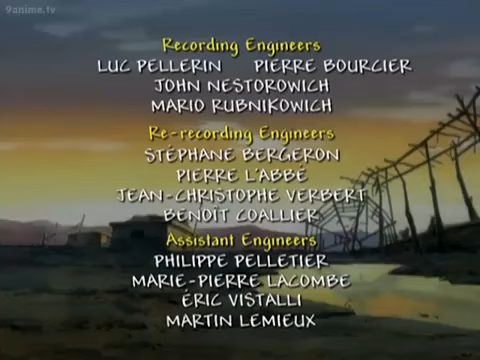 9anime.tv
Recording Engineers
LUC PELLERIN PIERRE BOURCIER
JOHN NESTOROWICH
MARIO RUBNIKOWICH
Re-recording Engineers
STÉPHANE BERGERON
PIERRE L'ABBÉ
JEAN-CHRISTOPHE VERBERT
BENOÎT COALLIER
Assistant Engineers
PHILIPPE PELLETIER
MARIE-PIERRE LACOMBE
ÉRIC VISTALLI
MARTIN LEMIEUX